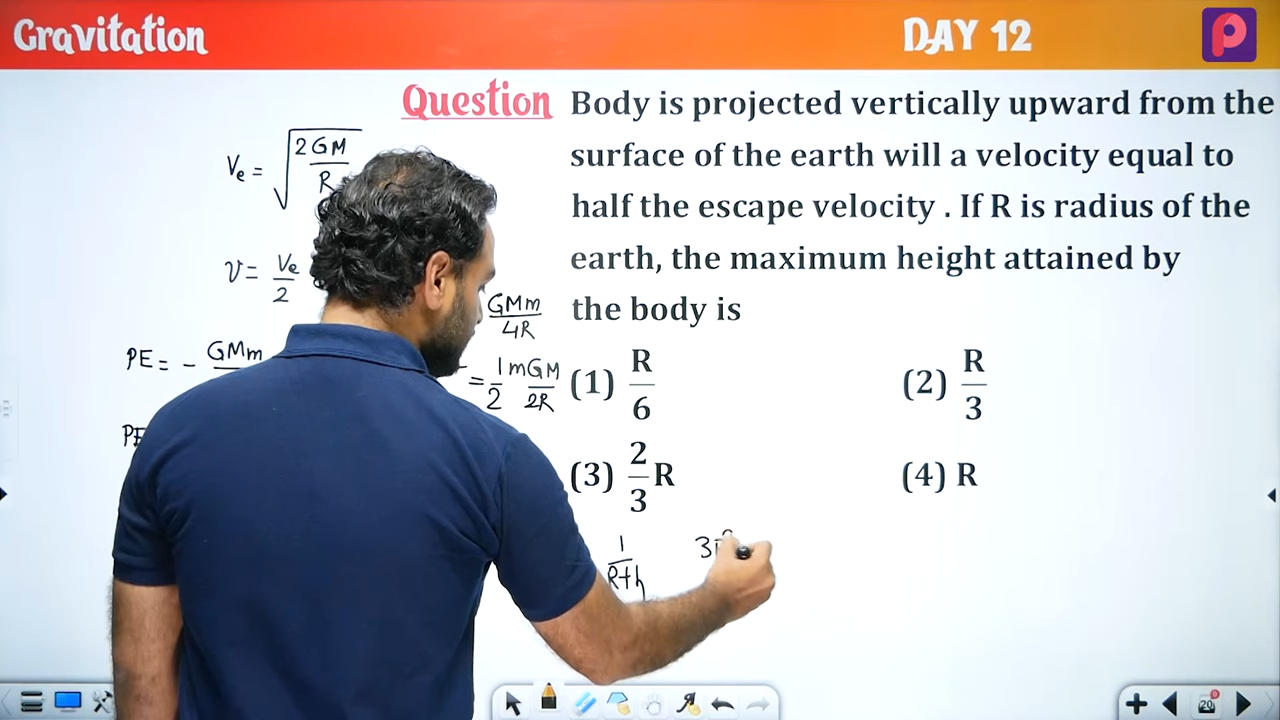 Gravitation
DAY 12
Question Body is projected vertically upward from the
surface of the earth will a velocity equal to
half the escape velocity . If R is radius of the
earth, the maximum height attained by
the body is
(1) R/6
(2) R/3
(3) 2/3 R
(4) R
Ve = √2GM/R
v = Ve/2
GMm/4R
PE = - GMm
= 1/2 mGM/2R
PE
1/R+h
3R
20